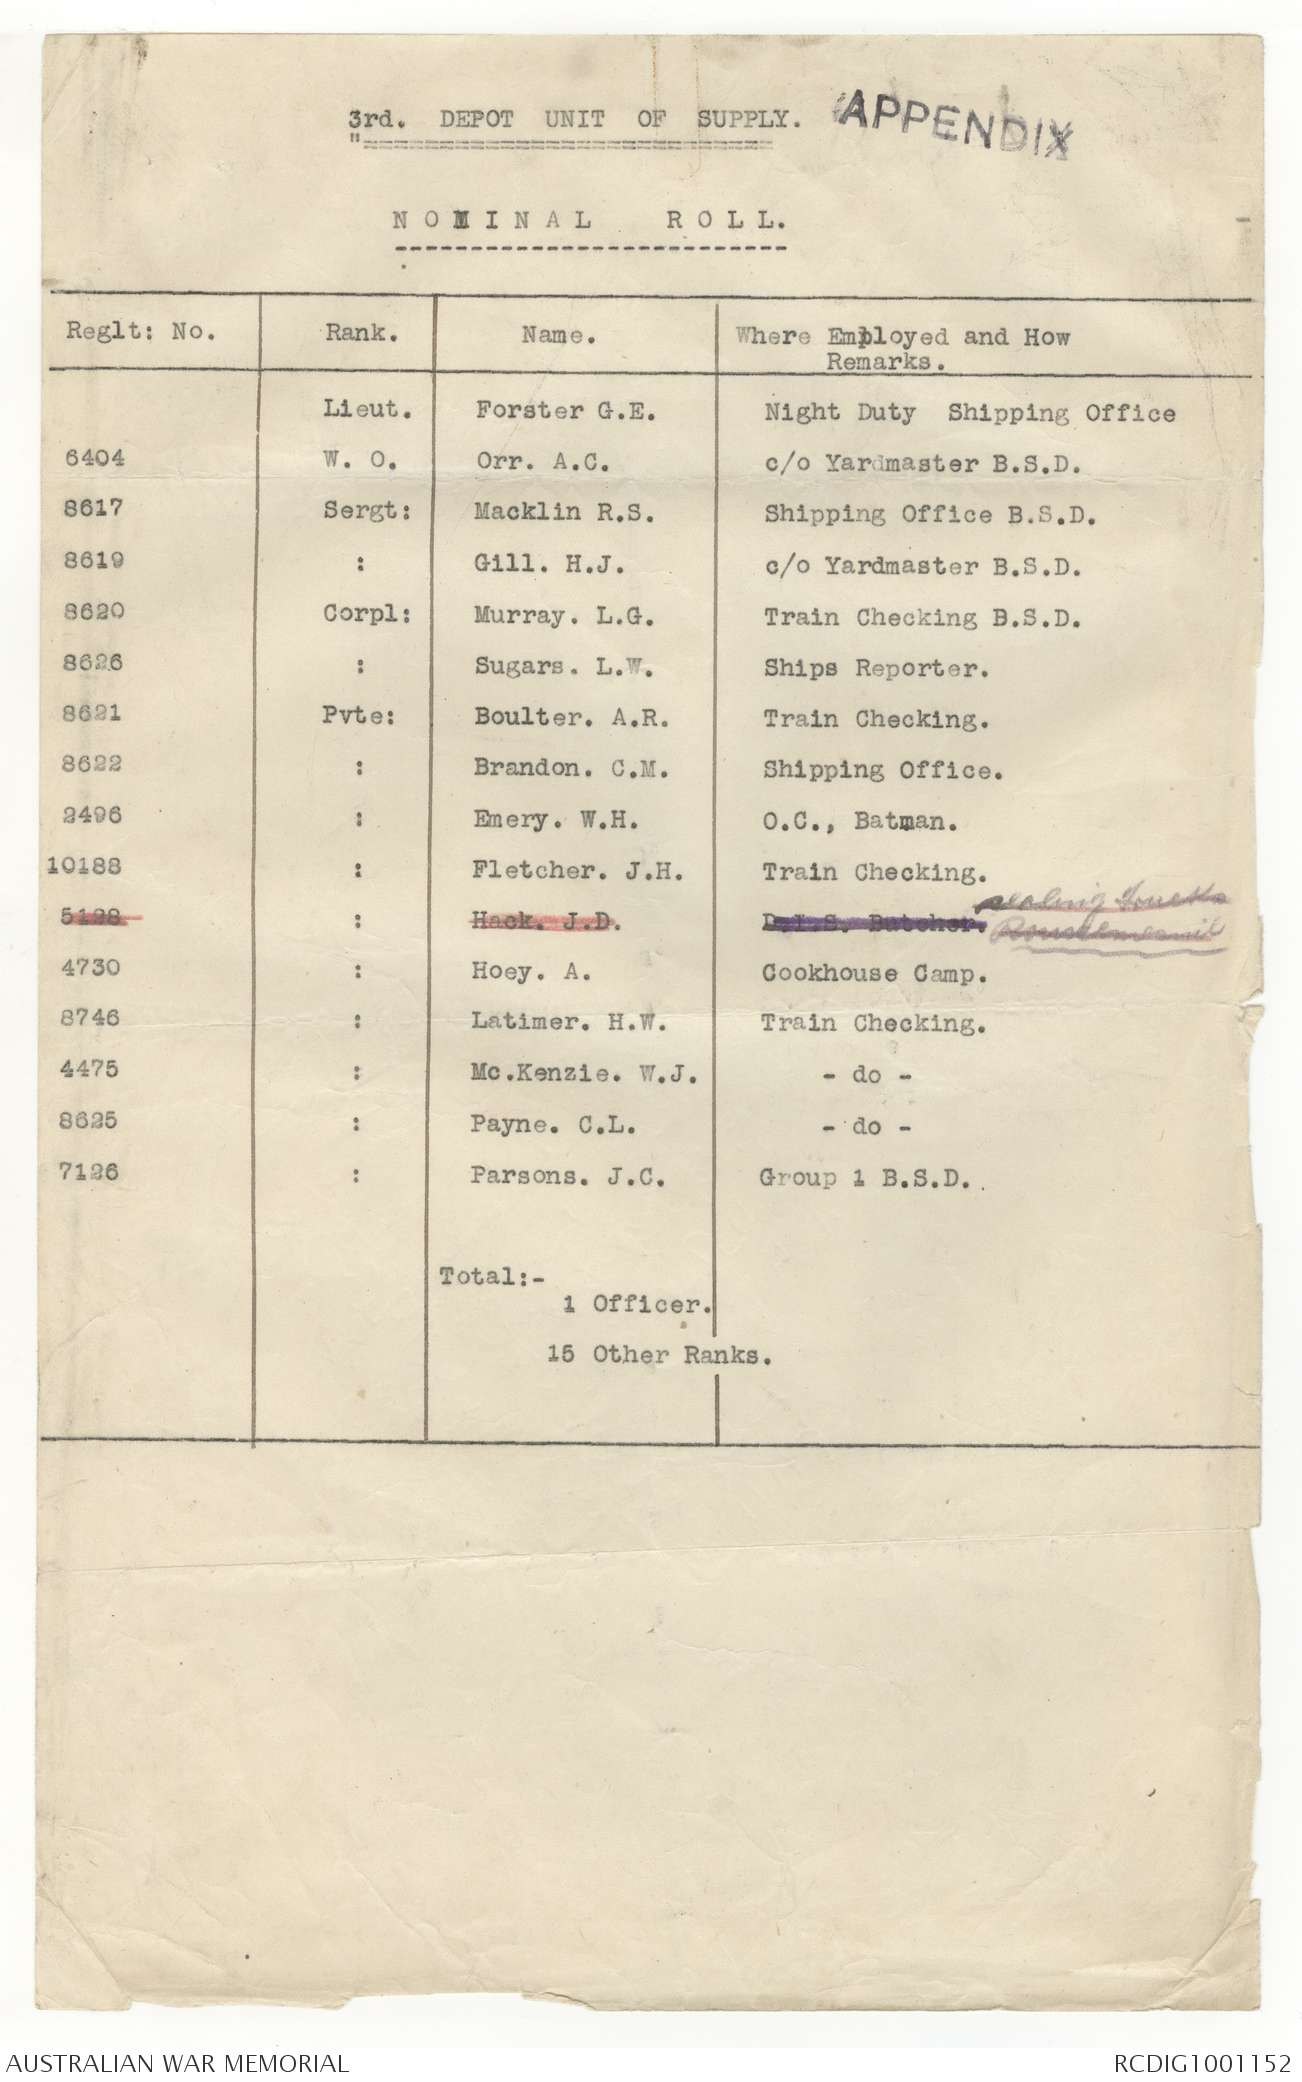 3rd. DEPOT UNIT OF SUPPLY. APPENDIX
NOMINAL ROLL.
Reglt: No. Rank. Name. Where Employed and How
Remarks.
Lieut. Forster G.E. Night Duty Shipping Office
6404 W. O. Orr. A.C. c/o Yardmaster B.S.D.
8617 Sergt: Macklin R.S. Shipping Office B.S.D.
8619 : Gill. H.J. c/o Yardmaster B.S.D.
8620 Corpl: Murray. L.G. Train Checking B.S.D.
8626 : Sugars. L.W. Ships Reporter.
8621 Pvte: Boulter. A.R. Train Checking.
8622 : Brandon. C.M. Shipping Office.
2496 : Emery. W.H. O.C., Batman.
10188 : Fletcher. J.H. Train Checking.
sealing
5128 : Hack. J.D. D.I.S. Butcher.
4730 : Hoey. A. Cookhouse Camp.
8746 : Latimer. H.W. Train Checking.
4475 : Mc.Kenzie. W.J. - do -
8625 : Payne. C.L. - do -
7126 : Parsons. J.C. Group 1 B.S.D.
Total:-
1 Officer.
15 Other Ranks.
AUSTRALIAN WAR MEMORIAL RCDIG1001152